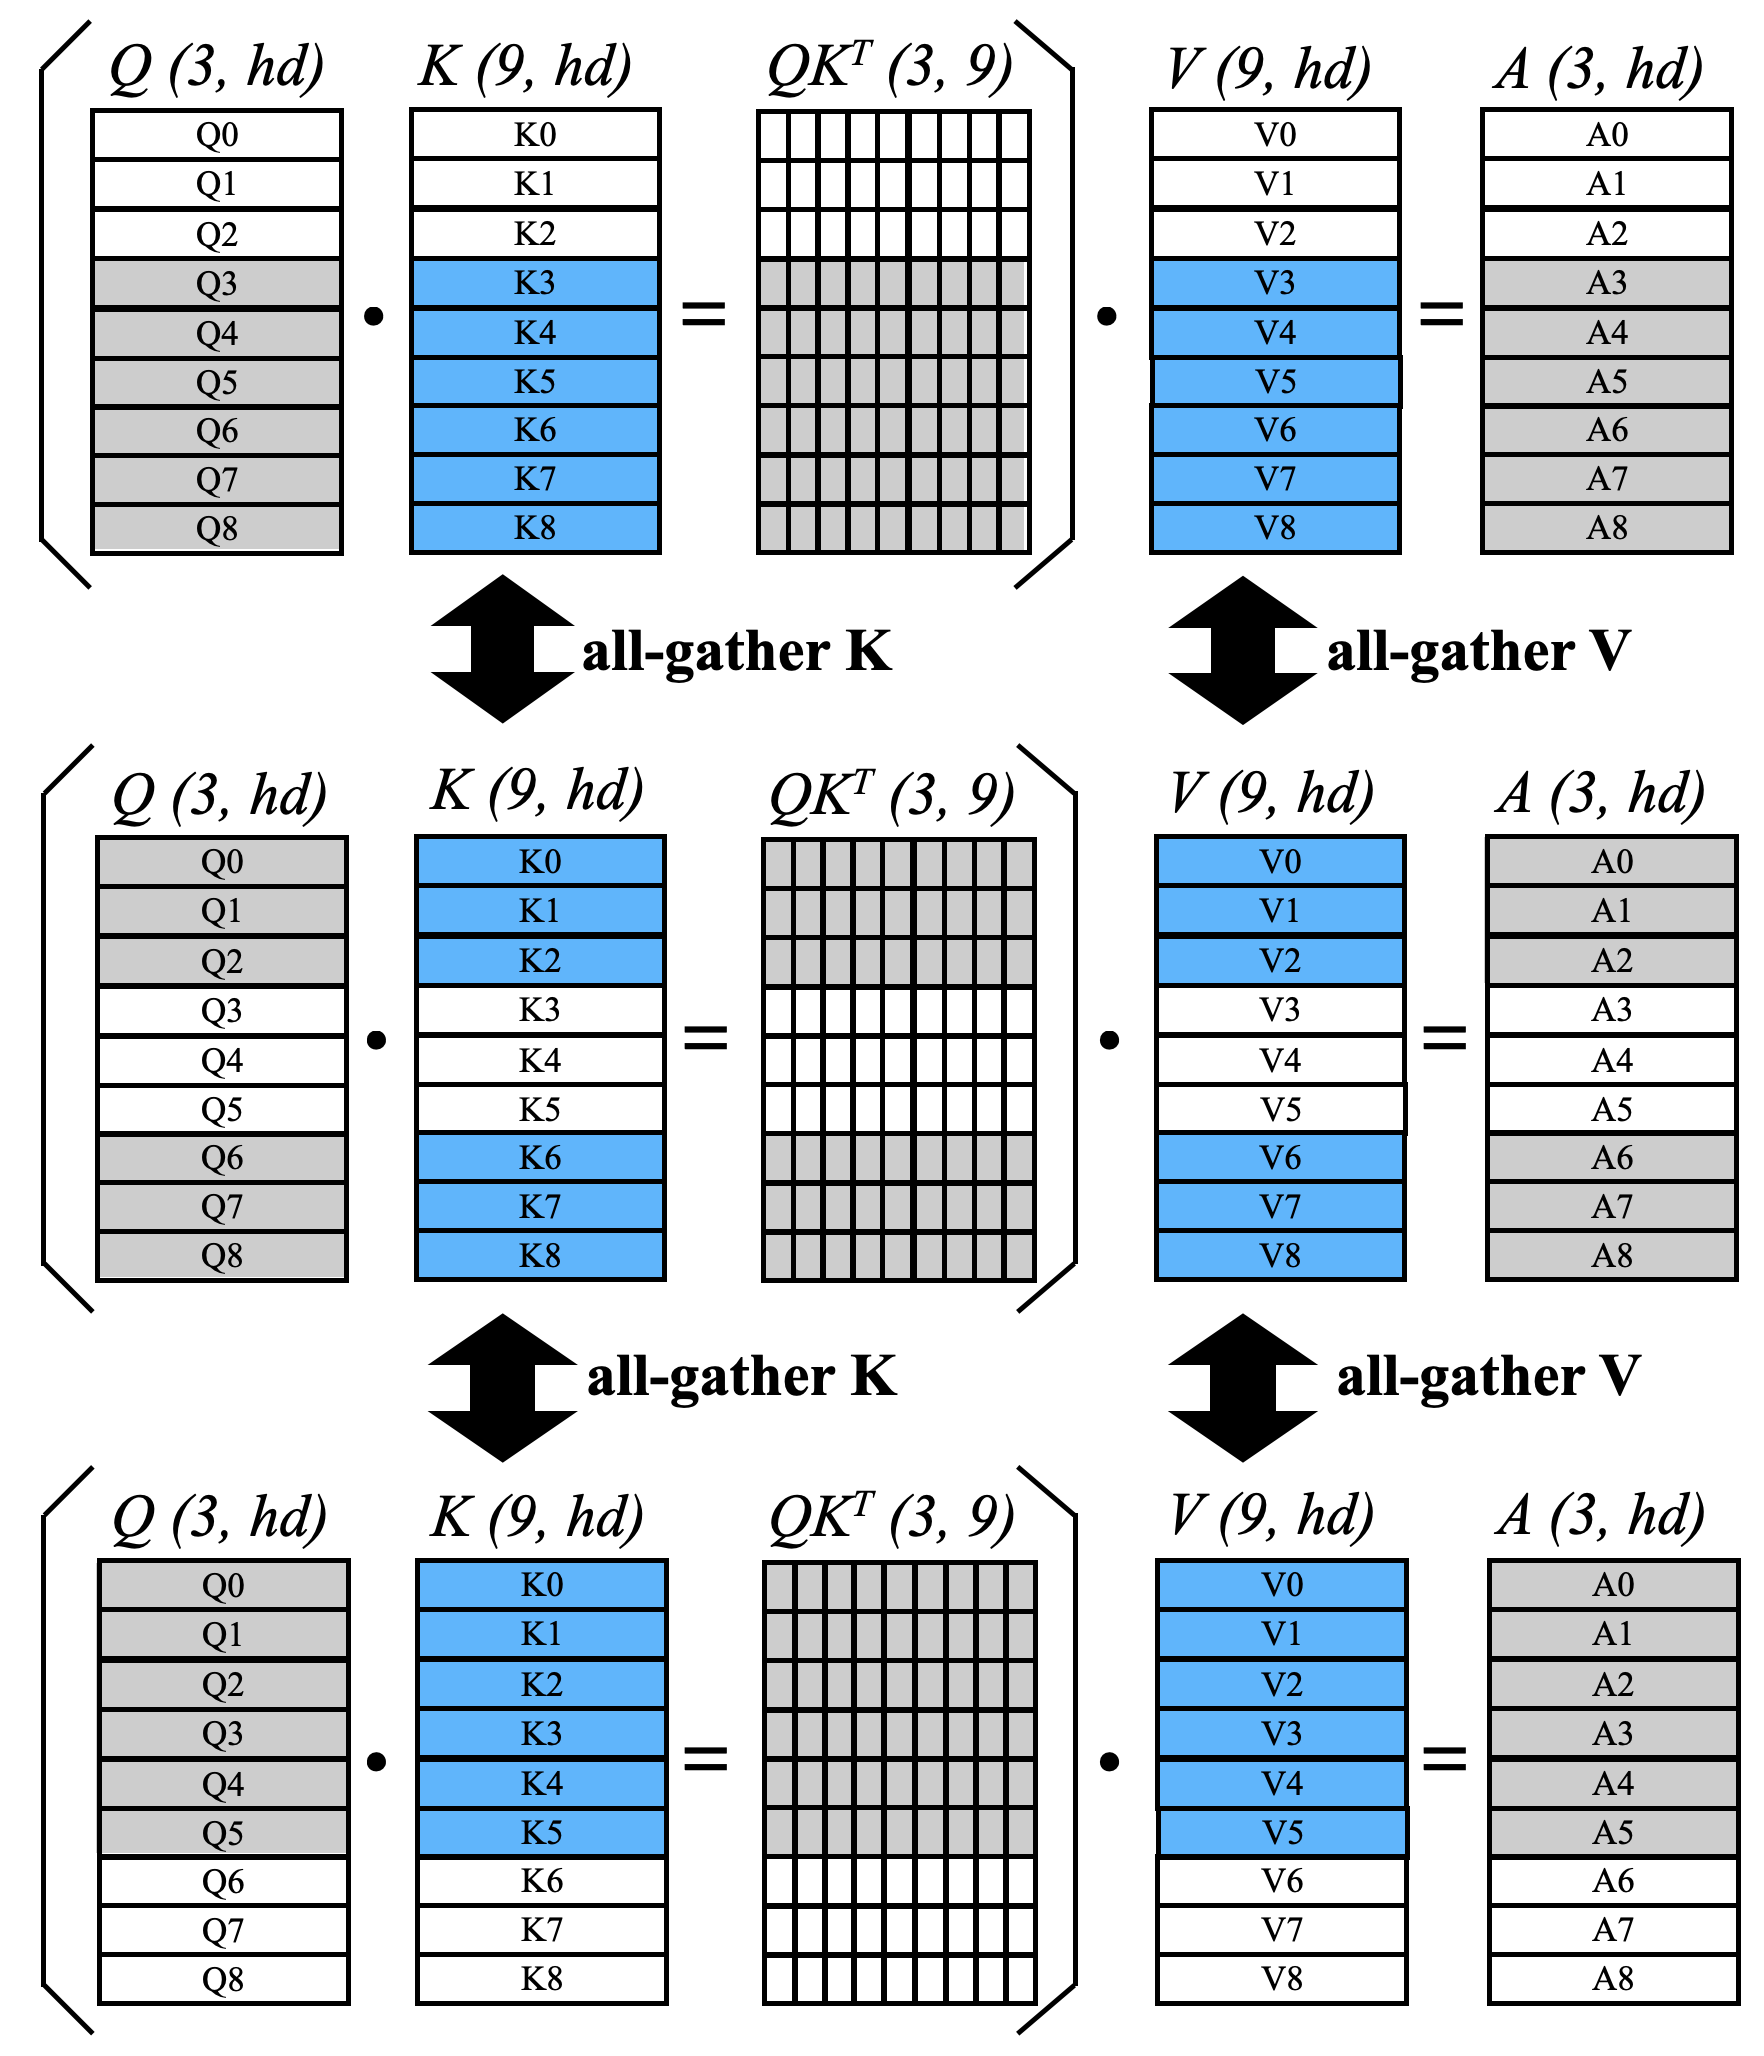 Q (3, hd) K (9, hd) QK^T (3, 9) V (9, hd) A (3, hd)
Q0 K0 V0 A0
Q1 K1 V1 A1
Q2 K2 V2 A2
Q3 K3 V3 A3
Q4 K4 V4 A4
Q5 K5 V5 A5
Q6 K6 V6 A6
Q7 K7 V7 A7
Q8 K8 V8 A8
• = • =
all-gather K all-gather V
Q (3, hd) K (9, hd) QK^T (3, 9) V (9, hd) A (3, hd)
Q0 K0 V0 A0
Q1 K1 V1 A1
Q2 K2 V2 A2
Q3 K3 V3 A3
Q4 K4 V4 A4
Q5 K5 V5 A5
Q6 K6 V6 A6
Q7 K7 V7 A7
Q8 K8 V8 A8
• = • =
all-gather K all-gather V
Q (3, hd) K (9, hd) QK^T (3, 9) V (9, hd) A (3, hd)
Q0 K0 V0 A0
Q1 K1 V1 A1
Q2 K2 V2 A2
Q3 K3 V3 A3
Q4 K4 V4 A4
Q5 K5 V5 A5
Q6 K6 V6 A6
Q7 K7 V7 A7
Q8 K8 V8 A8
• = • =